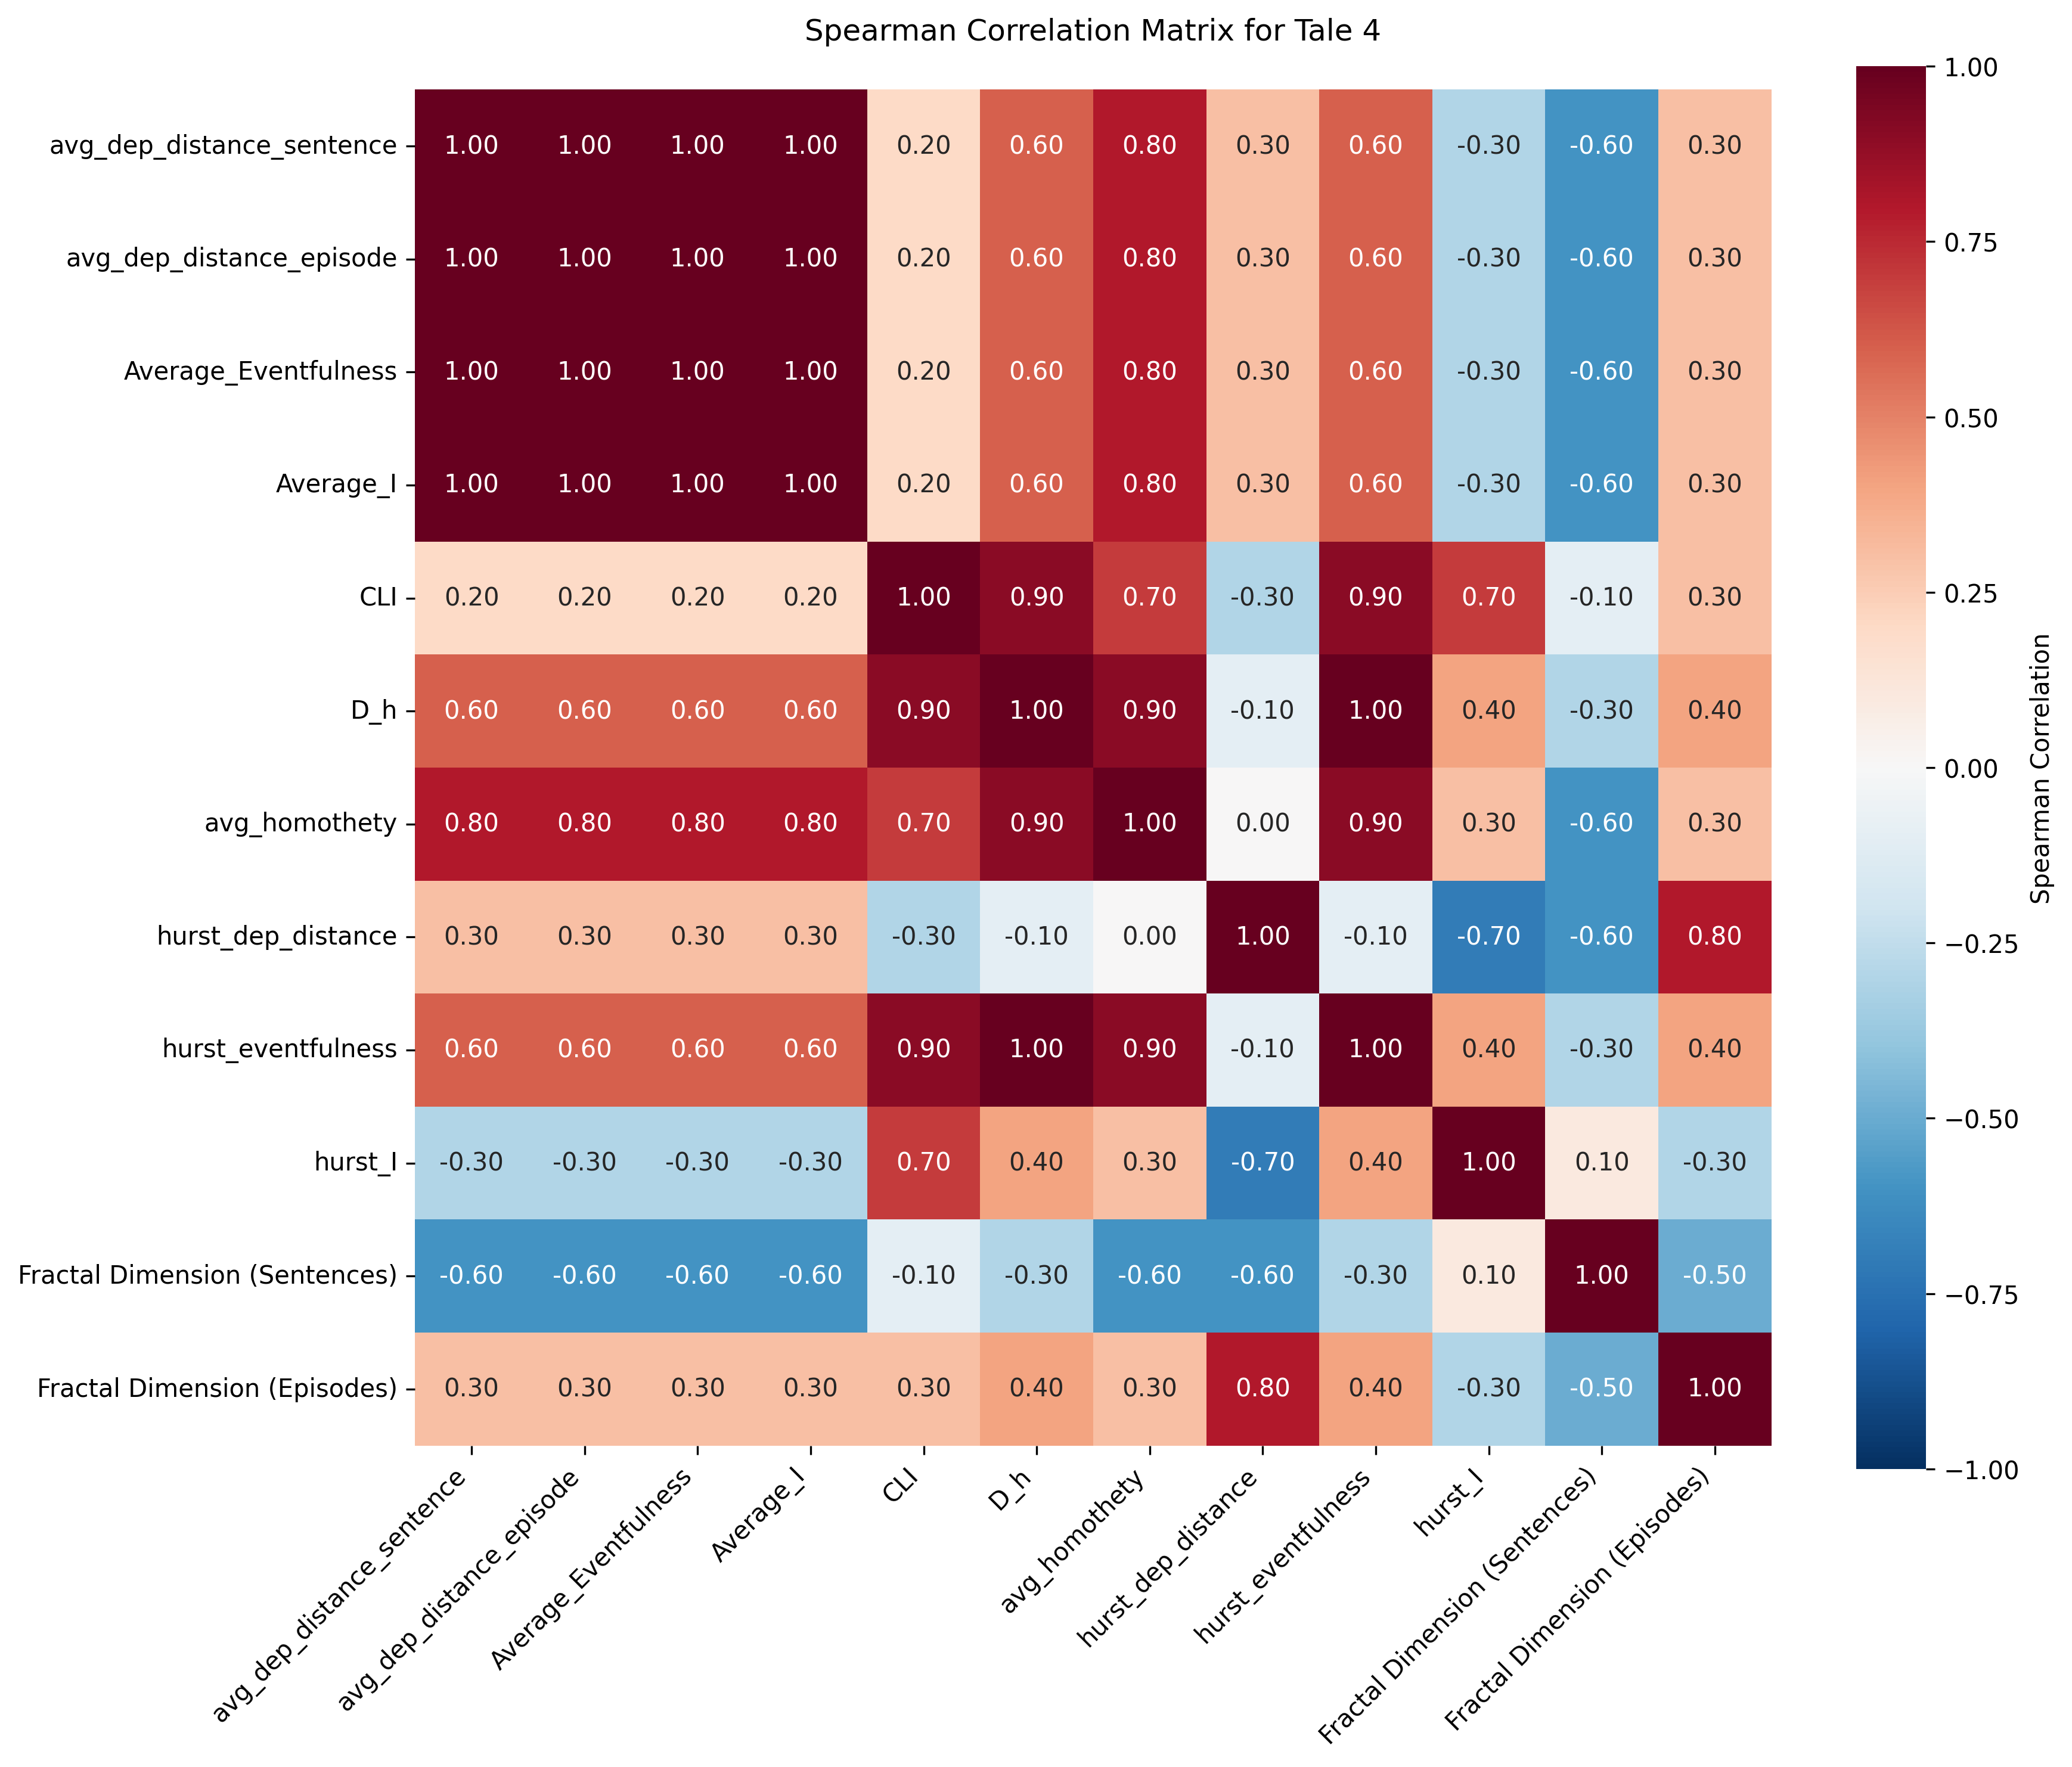 Spearman Correlation Matrix for Tale 4
avg_dep_distance_sentence 1.00 1.00 1.00 1.00 0.20 0.60 0.80 0.30 0.60 -0.30 -0.60 0.30
avg_dep_distance_episode 1.00 1.00 1.00 1.00 0.20 0.60 0.80 0.30 0.60 -0.30 -0.60 0.30
Average_Eventfulness 1.00 1.00 1.00 1.00 0.20 0.60 0.80 0.30 0.60 -0.30 -0.60 0.30
Average_I 1.00 1.00 1.00 1.00 0.20 0.60 0.80 0.30 0.60 -0.30 -0.60 0.30
CLI 0.20 0.20 0.20 0.20 1.00 0.90 0.70 -0.30 0.90 0.70 -0.10 0.30
D_h 0.60 0.60 0.60 0.60 0.90 1.00 0.90 -0.10 1.00 0.40 -0.30 0.40
avg_homothety 0.80 0.80 0.80 0.80 0.70 0.90 1.00 0.00 0.90 0.30 -0.60 0.30
hurst_dep_distance 0.30 0.30 0.30 0.30 -0.30 -0.10 0.00 1.00 -0.10 -0.70 -0.60 0.80
hurst_eventfulness 0.60 0.60 0.60 0.60 0.90 1.00 0.90 -0.10 1.00 0.40 -0.30 0.40
hurst_I -0.30 -0.30 -0.30 -0.30 0.70 0.40 0.30 -0.70 0.40 1.00 0.10 -0.30
Fractal Dimension (Sentences) -0.60 -0.60 -0.60 -0.60 -0.10 -0.30 -0.60 -0.60 -0.30 0.10 1.00 -0.50
Fractal Dimension (Episodes) 0.30 0.30 0.30 0.30 0.30 0.40 0.30 0.80 0.40 -0.30 -0.50 1.00
avg_dep_distance_sentence
avg_dep_distance_episode
Average_Eventfulness
Average_I
CLI
D_h
avg_homothety
hurst_dep_distance
hurst_eventfulness
hurst_I
Fractal Dimension (Sentences)
Fractal Dimension (Episodes)
1.00
0.75
0.50
0.25
0.00
−0.25
−0.50
−0.75
−1.00
Spearman Correlation